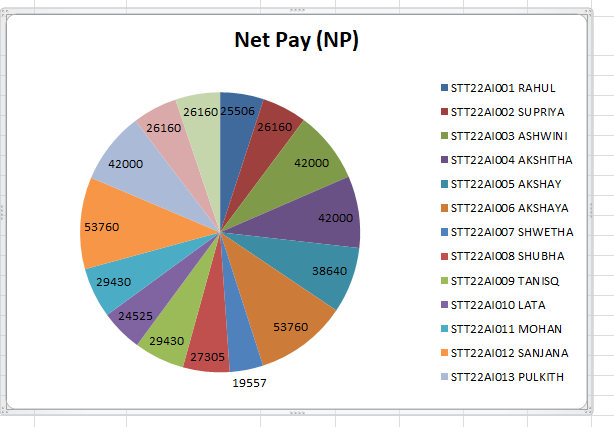 Net Pay (NP)
25506
26160
42000
42000
38640
53760
19557
27305
29430
24525
29430
53760
42000
26160
26160
STT22AI001 RAHUL
STT22AI002 SUPRIYA
STT22AI003 ASHWINI
STT22AI004 AKSHITHA
STT22AI005 AKSHAY
STT22AI006 AKSHAYA
STT22AI007 SHWETHA
STT22AI008 SHUBHA
STT22AI009 TANISQ
STT22AI010 LATA
STT22AI011 MOHAN
STT22AI012 SANJANA
STT22AI013 PULKITH